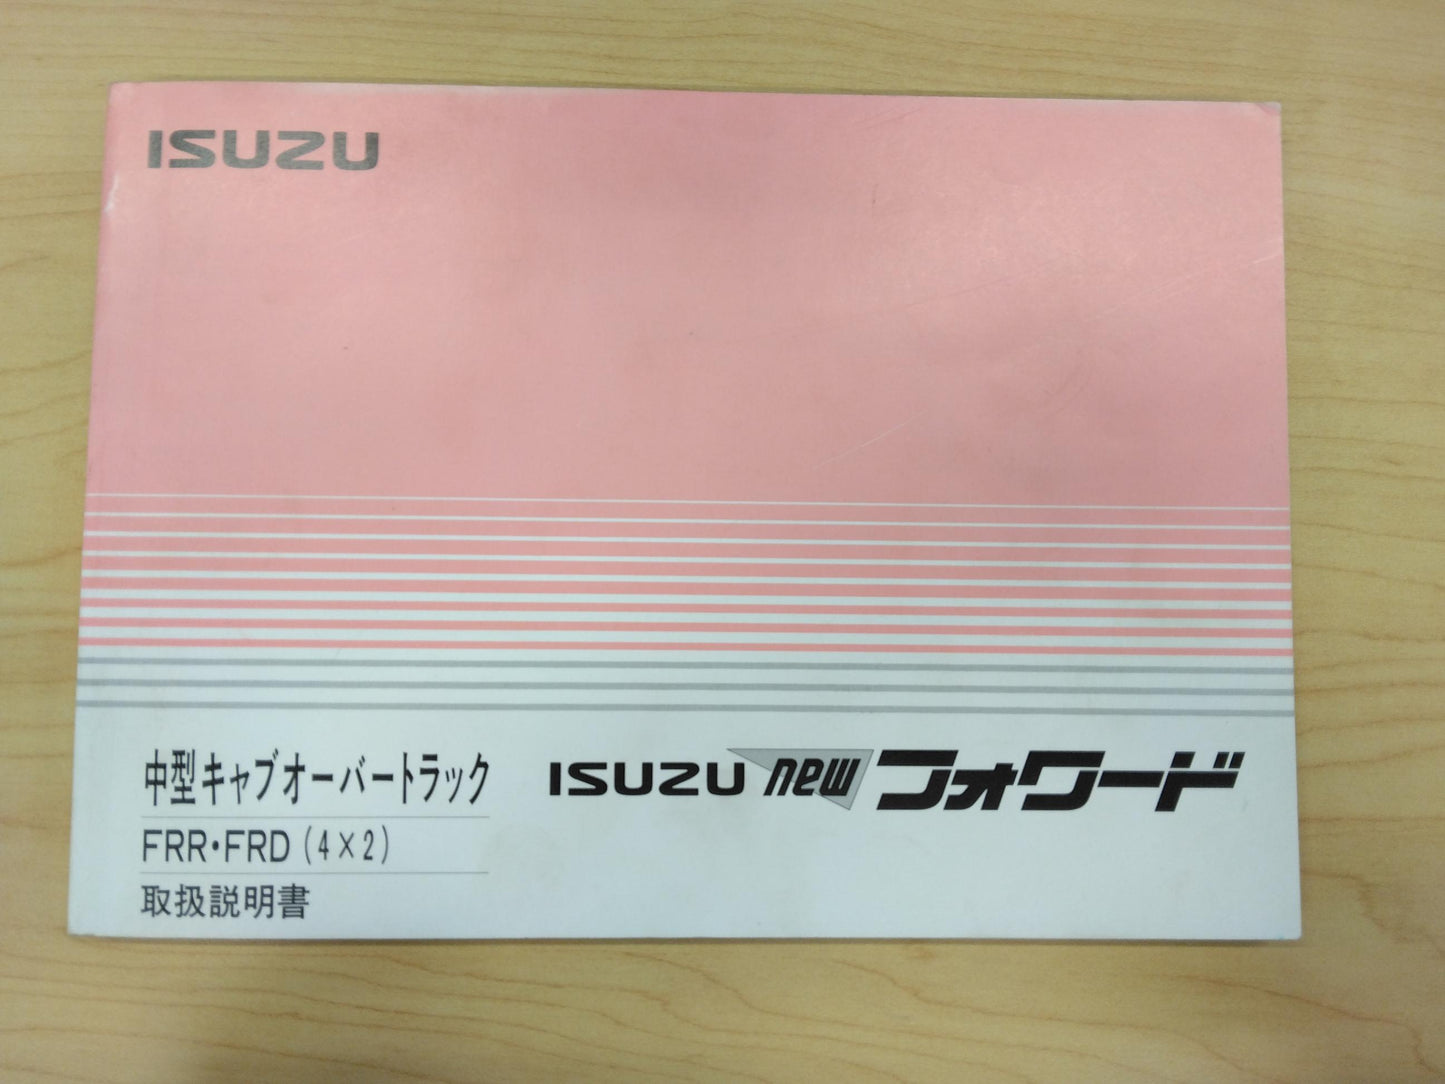 ISUZU
中型キャブオーバートラック
FRR・FRD (4×2)
取扱説明書
ISUZU new フォワード